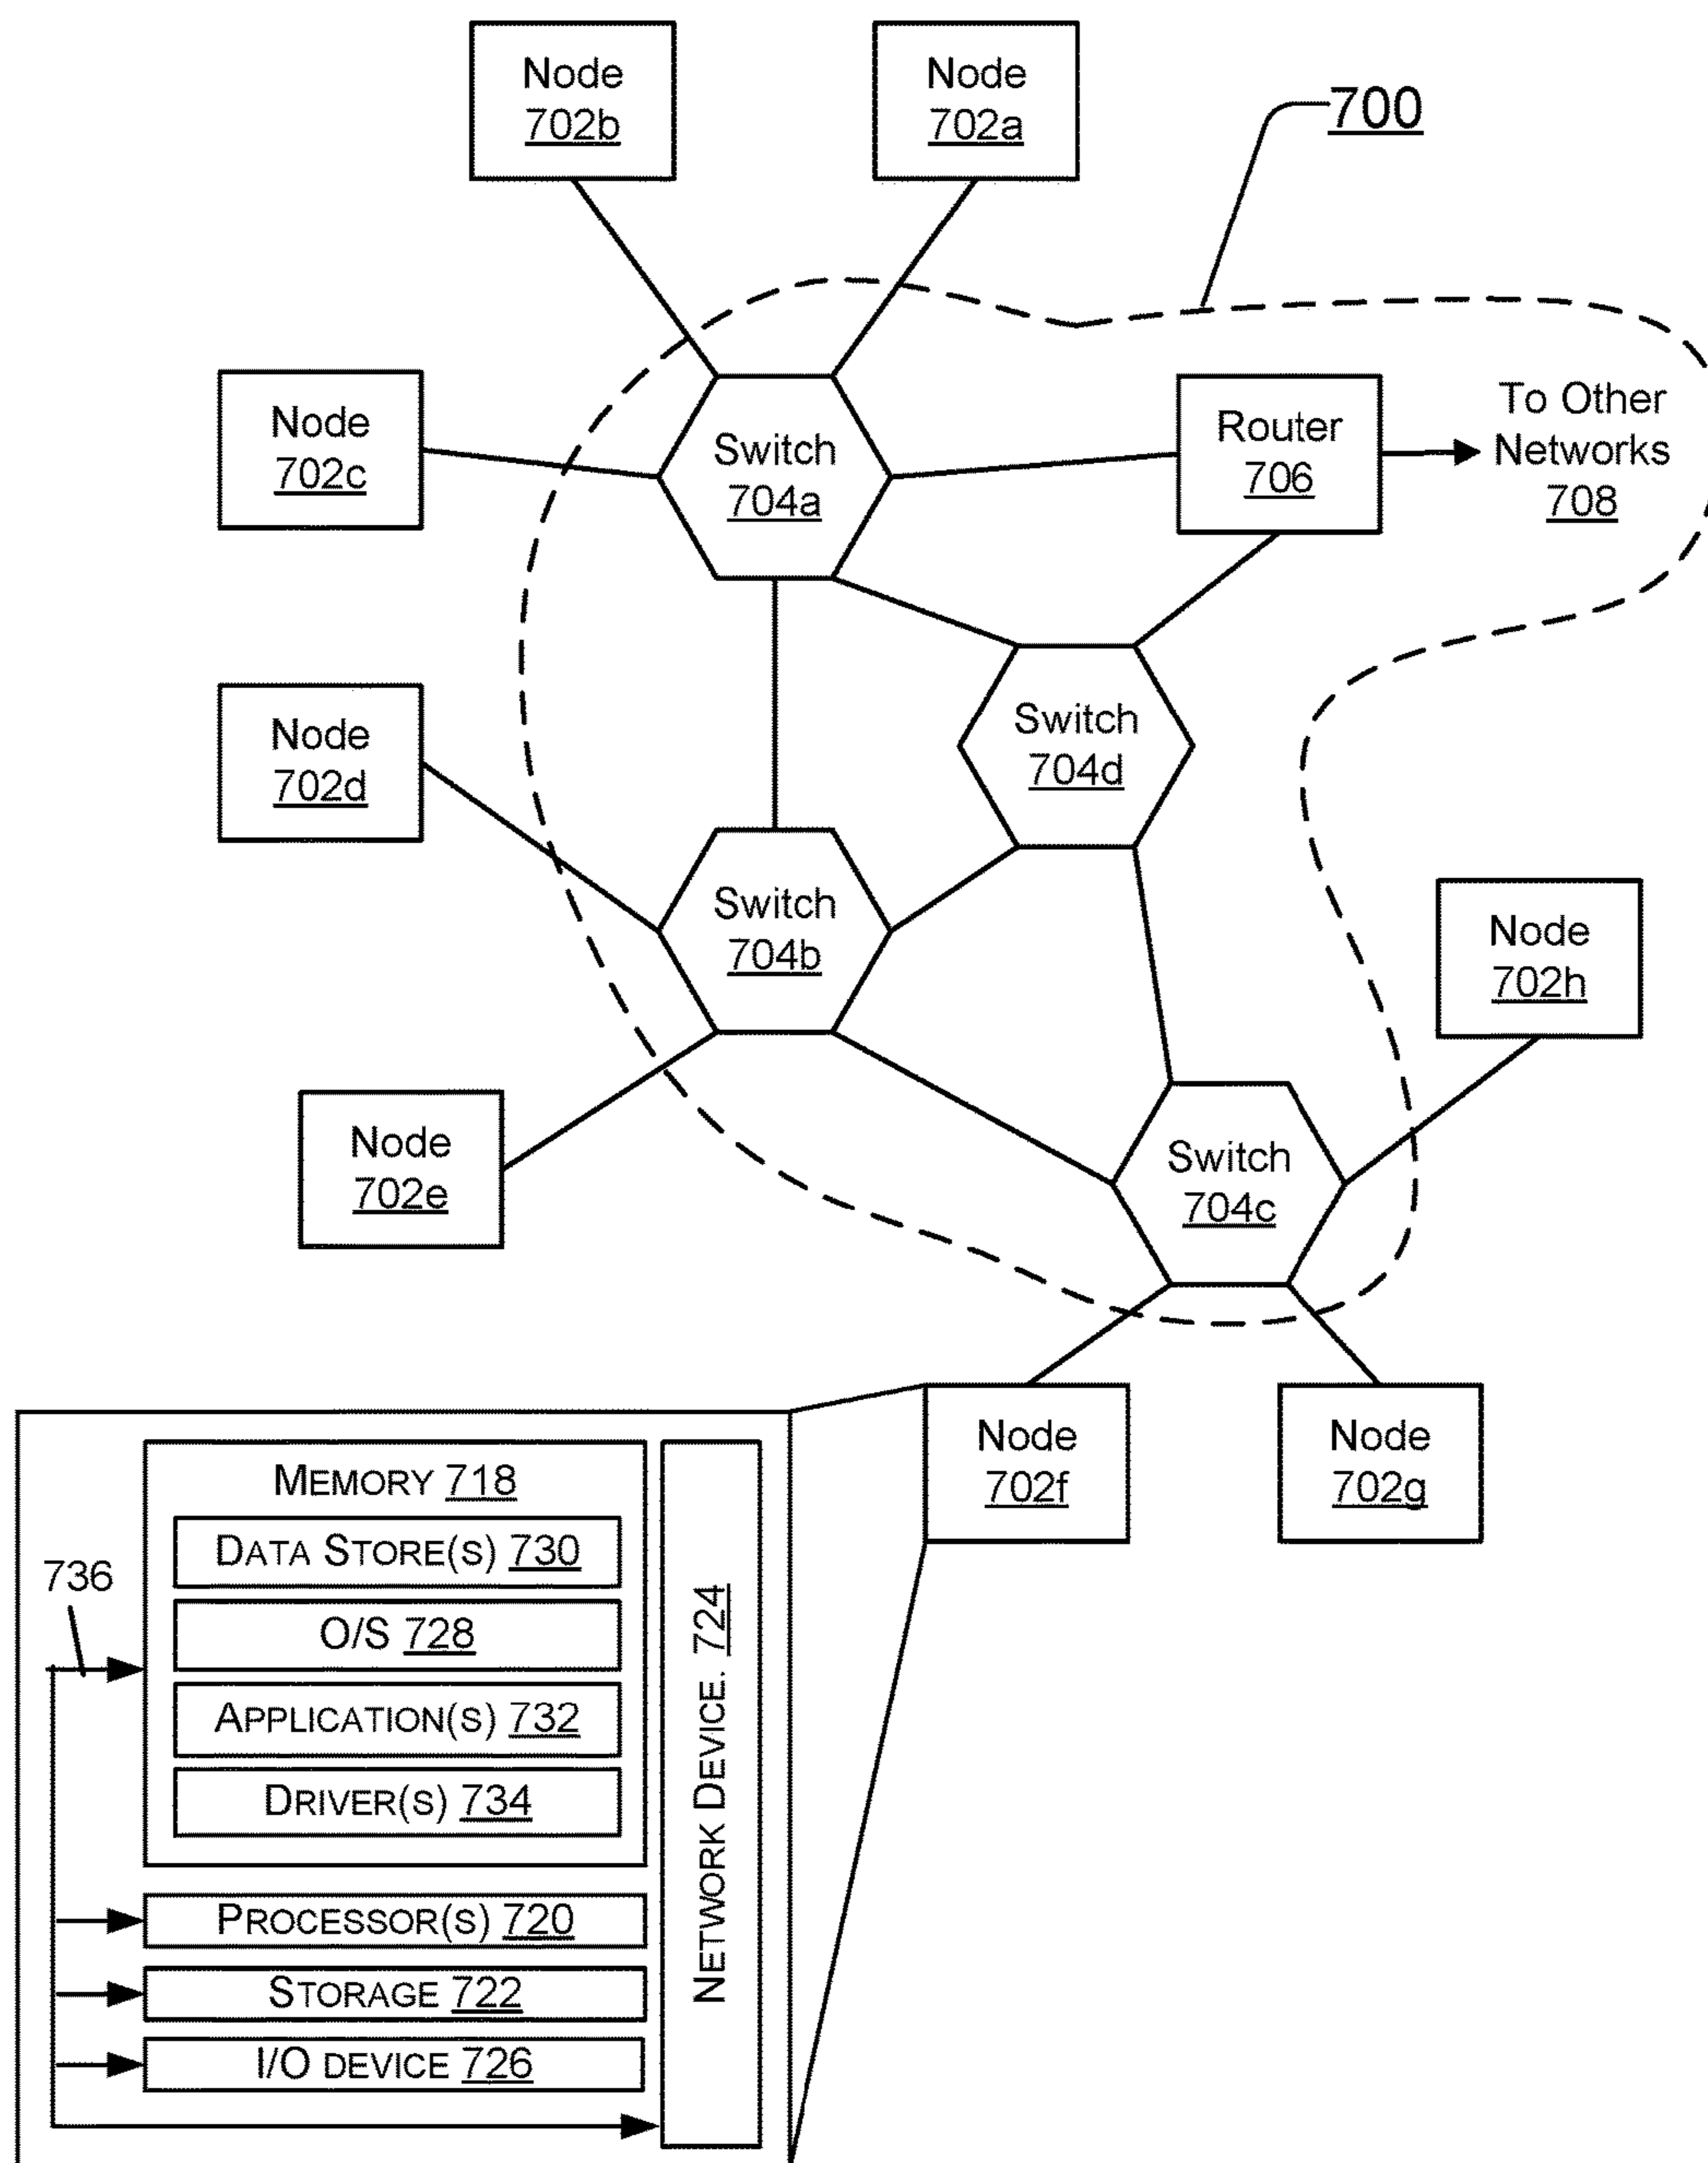 Node
702b
Node
702a
700
Node
702c
Switch
704a
Router
706
To Other
Networks
708
Node
702d
Switch
704d
Switch
704b
Node
702h
Node
702e
Switch
704c
Node
702f
Node
702g
MEMORY 718
DATA STORE(S) 730
736
O/S 728
APPLICATION(S) 732
DRIVER(S) 734
NETWORK DEVICE. 724
PROCESSOR(S) 720
STORAGE 722
I/O DEVICE 726